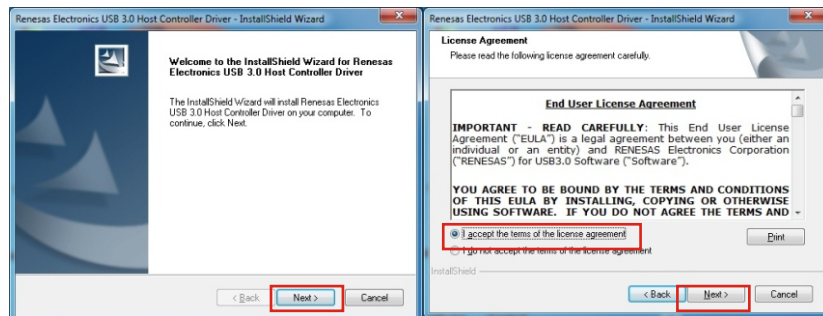 Renesas Electronics USB 3.0 Host Controller Driver - InstallShield Wizard
Welcome to the InstallShield Wizard for Renesas
Electronics USB 3.0 Host Controller Driver
The InstallShield Wizard will install Renesas Electronics
USB 3.0 Host Controller Driver on your computer. To
continue, click Next.
< Back
Next >
Cancel
Renesas Electronics USB 3.0 Host Controller Driver - InstallShield Wizard
License Agreement
Please read the following license agreement carefully.
End User License Agreement
IMPORTANT - READ CAREFULLY: This End User License
Agreement ("EULA") is a legal agreement between you (either an
individual or an entity) and RENESAS Electronics Corporation
("RENESAS") for USB3.0 Software ("Software").
YOU AGREE TO BE BOUND BY THE TERMS AND CONDITIONS
OF THIS EULA BY INSTALLING, COPYING OR OTHERWISE
USING SOFTWARE. IF YOU DO NOT AGREE THE TERMS AND
I accept the terms of the license agreement
I do not accept the terms of the license agreement
Print
InstallShield
< Back
Next >
Cancel